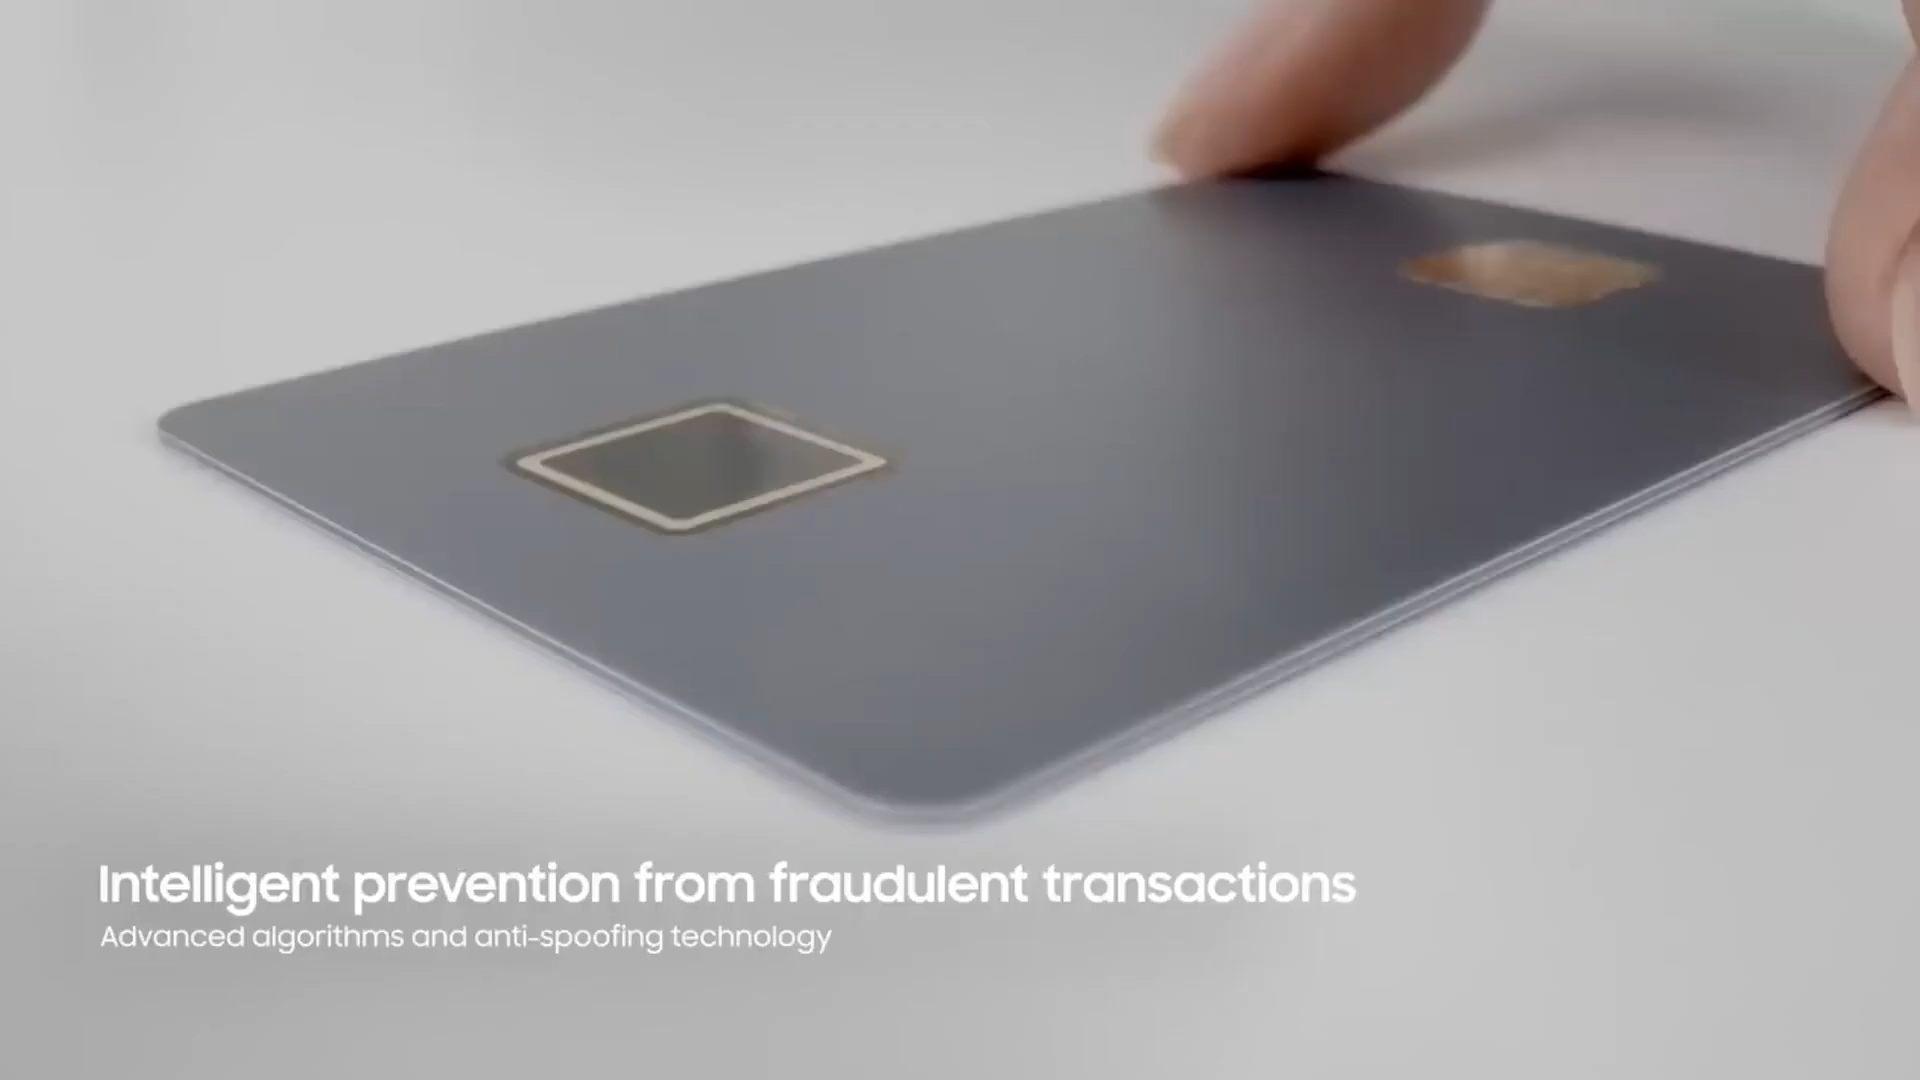 Intelligent prevention from fraudulent transactions
Advanced algorithms and anti-spoofing technology